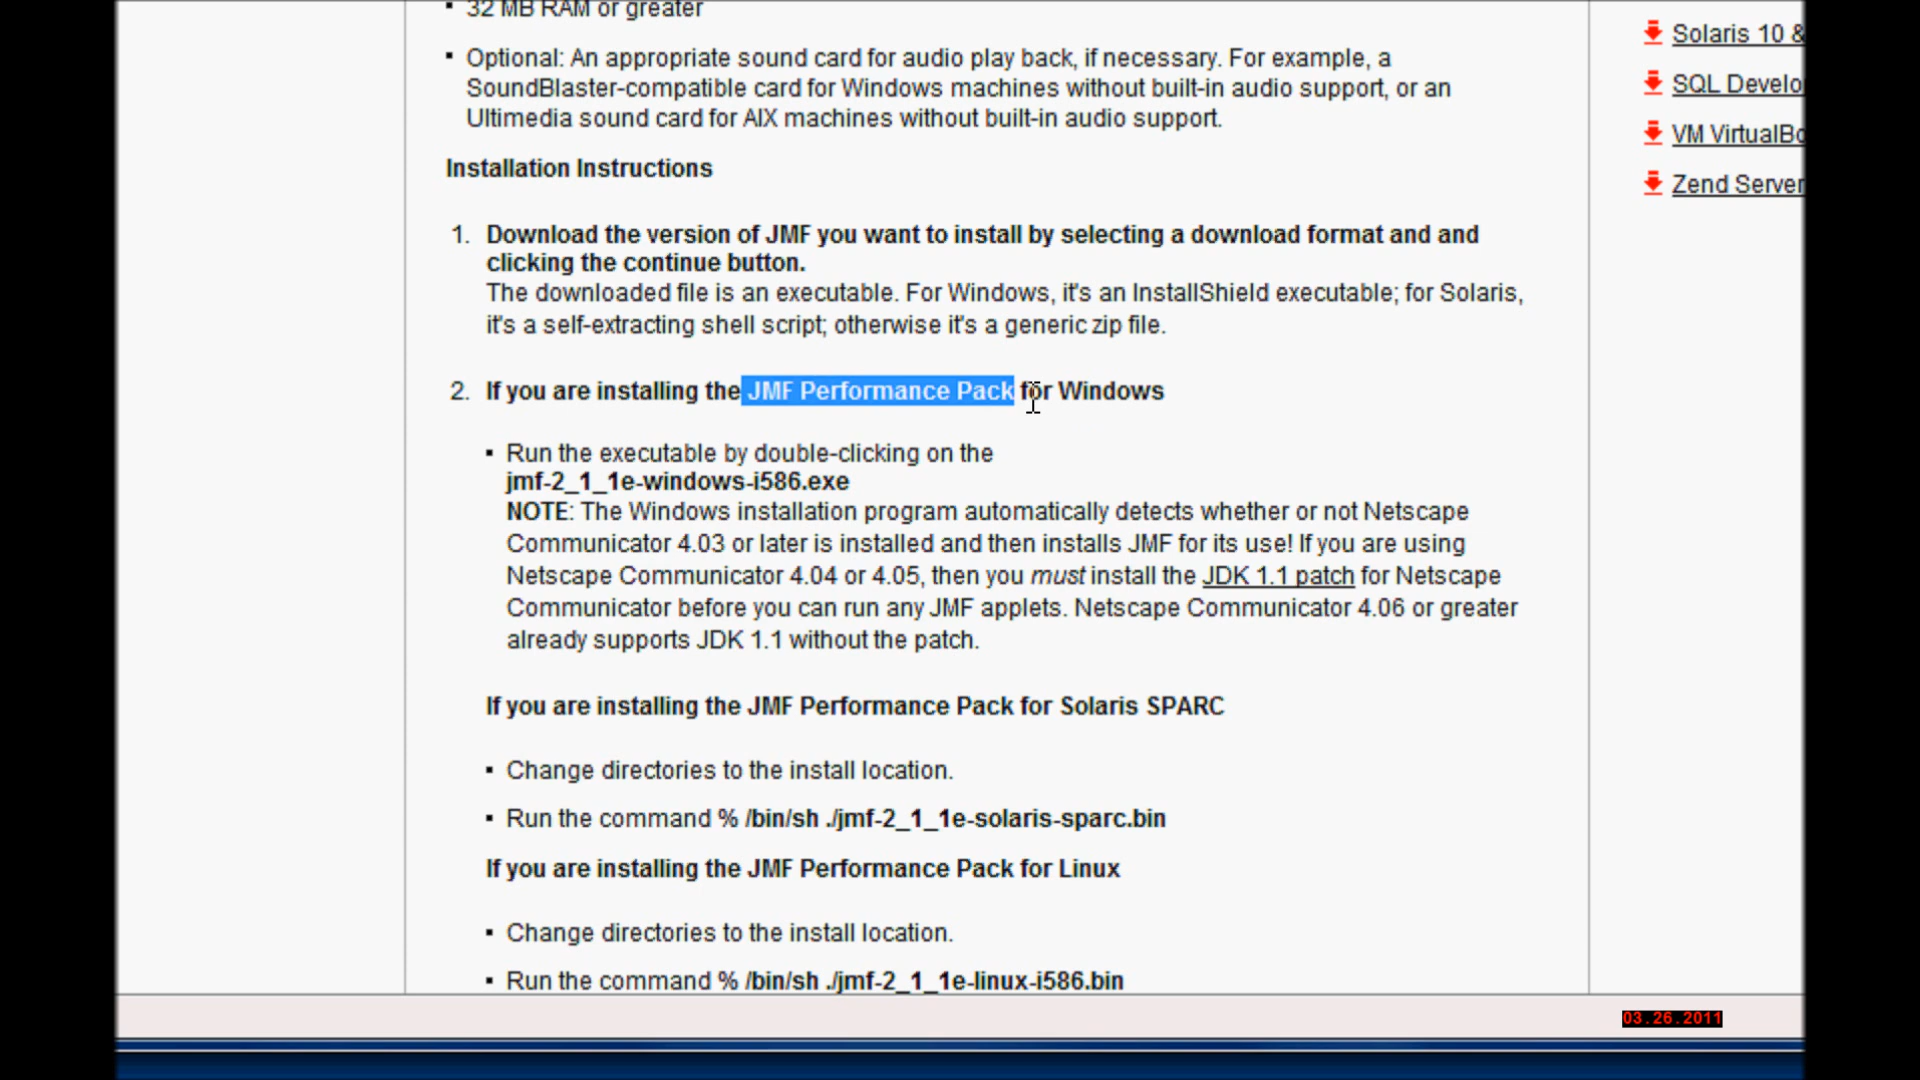 32 MB RAM or greater
Optional: An appropriate sound card for audio play back, if necessary. For example, a
SoundBlaster-compatible card for Windows machines without built-in audio support, or an
Ultimedia sound card for AIX machines without built-in audio support.
Installation Instructions
1. Download the version of JMF you want to install by selecting a download format and and
clicking the continue button.
The downloaded file is an executable. For Windows, it's an InstallShield executable; for Solaris,
it's a self-extracting shell script; otherwise it's a generic zip file.
2. If you are installing the JMF Performance Pack for Windows
Run the executable by double-clicking on the
jmf-2_1_1e-windows-i586.exe
NOTE: The Windows installation program automatically detects whether or not Netscape
Communicator 4.03 or later is installed and then installs JMF for its use! If you are using
Netscape Communicator 4.04 or 4.05, then you must install the JDK 1.1 patch for Netscape
Communicator before you can run any JMF applets. Netscape Communicator 4.06 or greater
already supports JDK 1.1 without the patch.
If you are installing the JMF Performance Pack for Solaris SPARC
Change directories to the install location.
Run the command % /bin/sh ./jmf-2_1_1e-solaris-sparc.bin
If you are installing the JMF Performance Pack for Linux
Change directories to the install location.
Run the command % /bin/sh ./jmf-2_1_1e-linux-i586.bin
Solaris 10 &
SQL Develo
VM VirtualBo
Zend Server
03.26.2011